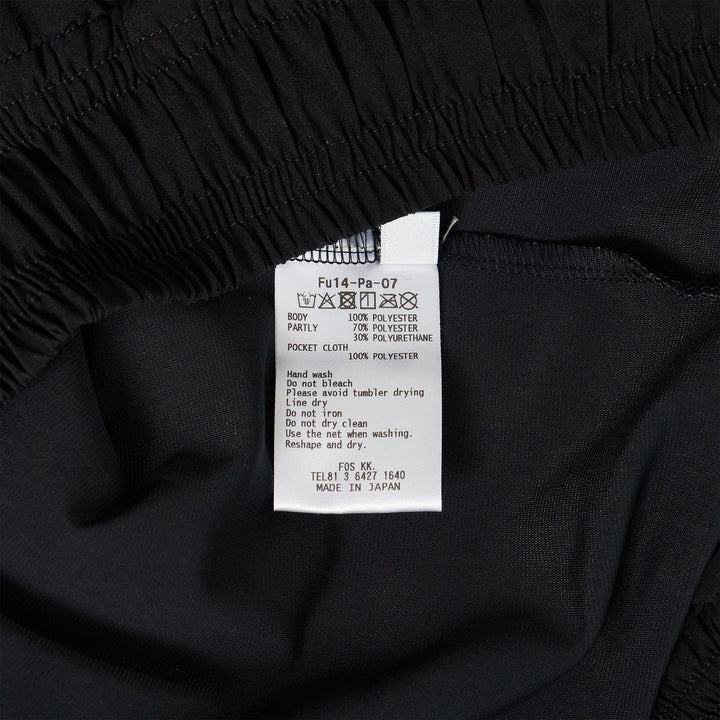 Fu14-Pa-07
BODY 100% POLYESTER
PARTLY 70% POLYESTER
30% POLYURETHANE
POCKET CLOTH
100% POLYESTER
Hand wash
Do not bleach
Please avoid tumbler drying
Line dry
Do not iron
Do not dry clean
Use the net when washing.
Reshape and dry.
FOS KK.
TEL81 3 6427 1640
MADE IN JAPAN